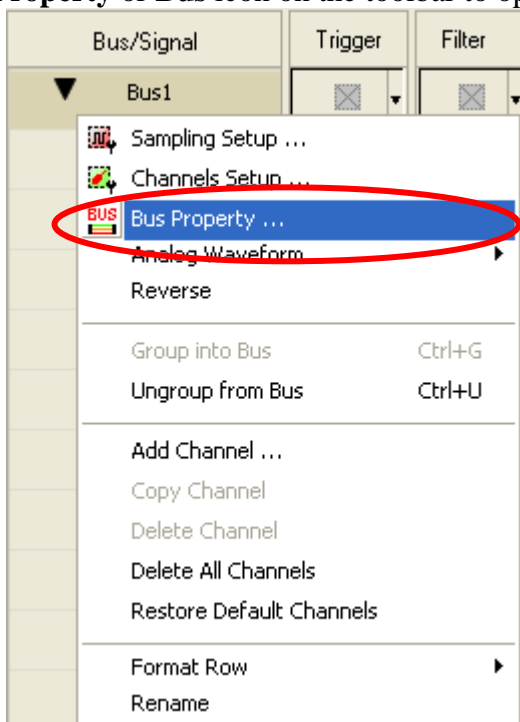 Property or Bus icon on the toolbar to op
Bus/Signal Trigger Filter
Bus1
Sampling Setup ...
Channels Setup ...
BUS Bus Property ...
Analog Waveform
Reverse
Group into Bus Ctrl+G
Ungroup from Bus Ctrl+U
Add Channel ...
Copy Channel
Delete Channel
Delete All Channels
Restore Default Channels
Format Row
Rename